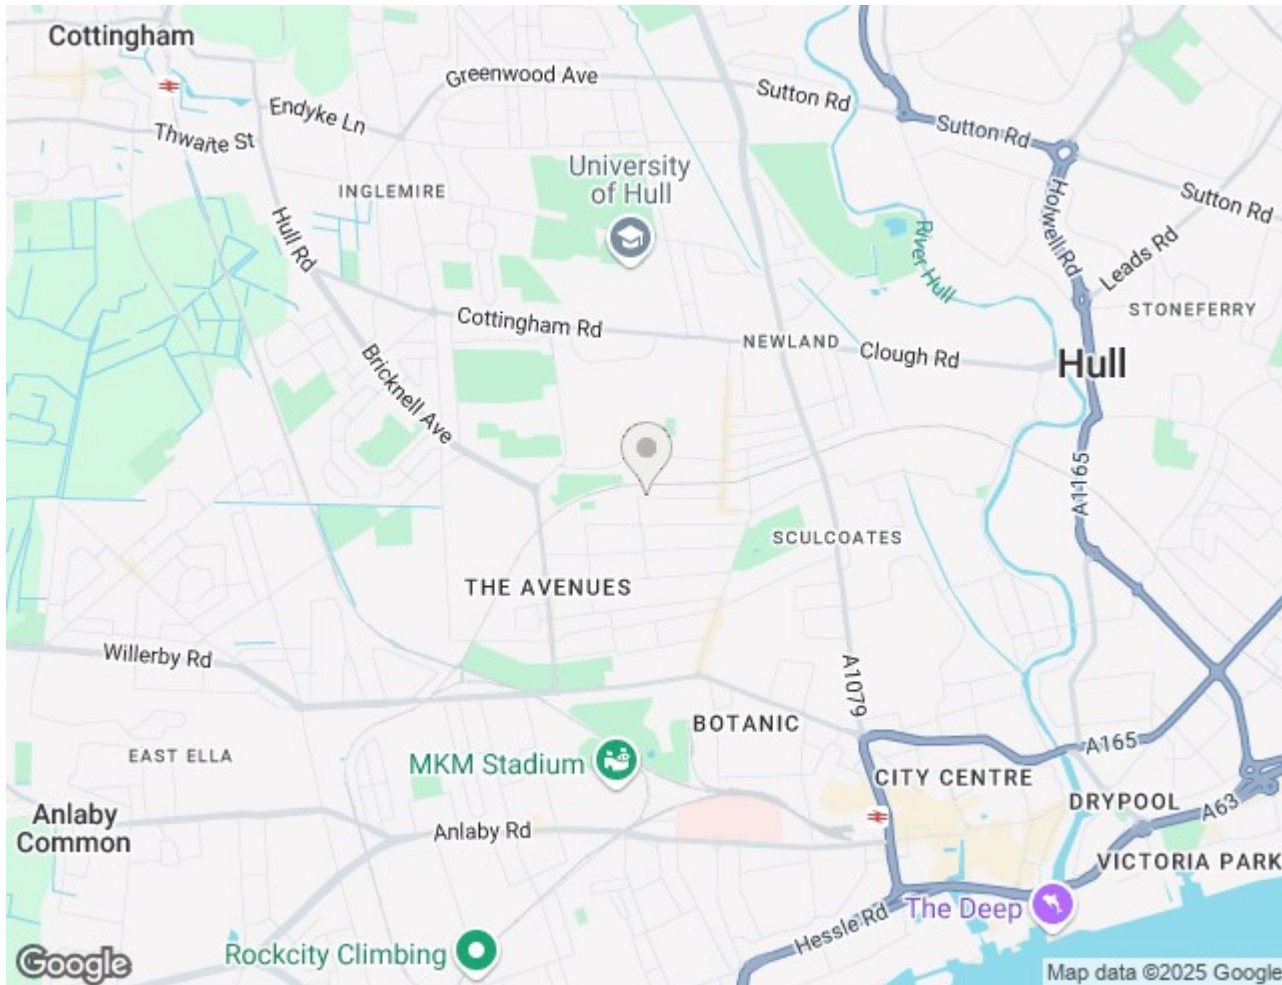 Cottingham
Greenwood Ave
Sutton Rd
Endyke Ln
Thwaite St
Sutton Rd
University
of Hull
INGLEMIRE
Sutton Rd
Holwell Rd
Leads Rd
Hull Rd
River Hull
STONEFERRY
Cottingham Rd
NEWLAND
Clough Rd
Hull
Bricknell Ave
A1165
SCULCOATES
THE AVENUES
Willerby Rd
A1079
BOTANIC
A165
EAST ELLA
MKM Stadium
CITY CENTRE
DRYPOOL
A63
Anlaby
Common
Anlaby Rd
VICTORIA PARK
The Deep
Hessle Rd
Rockcity Climbing
Google
Map data ©2025 Google